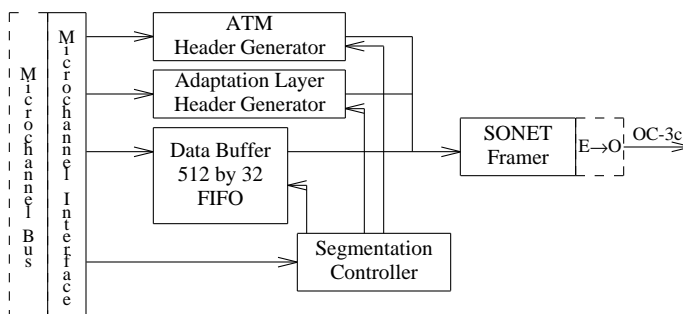 Microchannel Bus
Microchannel Interface
ATM
Header Generator
Adaptation Layer
Header Generator
Data Buffer
512 by 32
FIFO
Segmentation
Controller
SONET
Framer
E→O
OC-3c